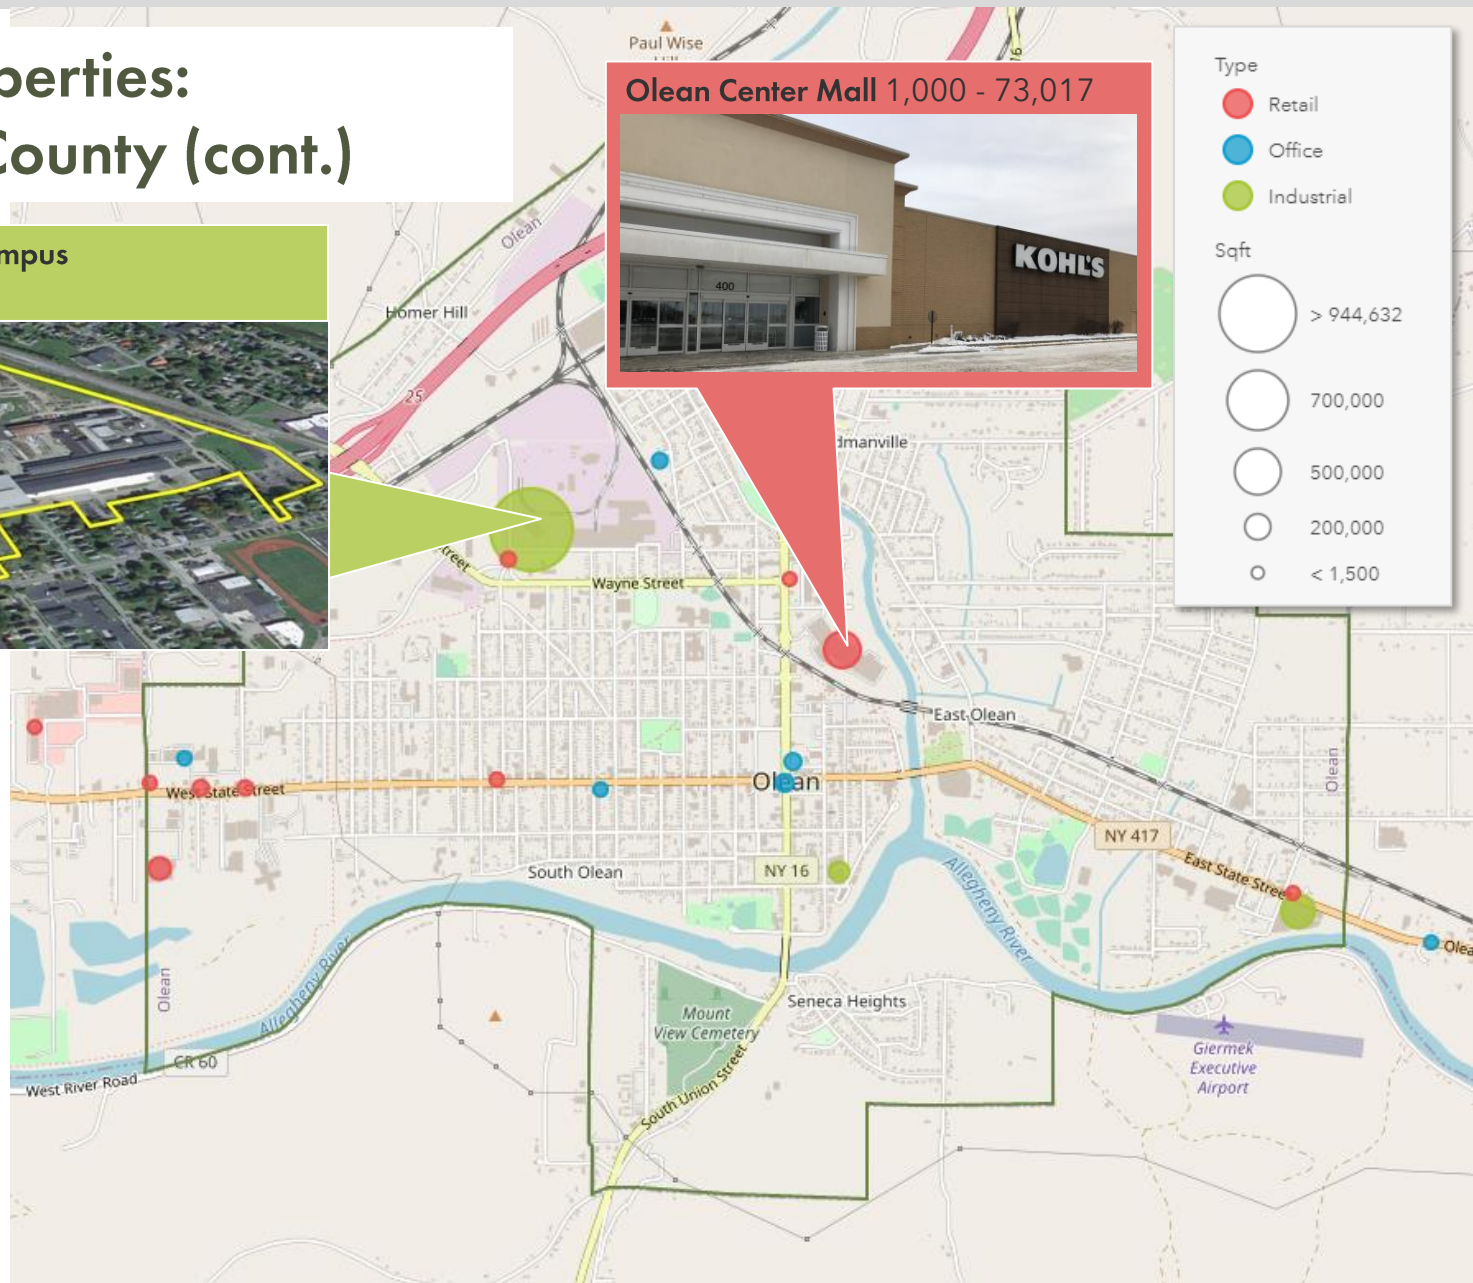 perties:
County (cont.)
mpus
Paul Wise
Olean Center Mall 1,000 - 73,017
KOHL'S
400
Type
Retail
Office
Industrial
Sqft
> 944,632
700,000
500,000
200,000
< 1,500
Olean
Homer Hill
25
dmanville
treet
Wayne Street
East Olean
Olean
West State Street
Olean
NY 417
South Olean
NY 16
East State Stree
Allegheny River
Allegheny River
Olea
Olean
Mount
View Cemetery
Seneca Heights
Giermek
Executive
Airport
CR 60
West River Road
South Union Street